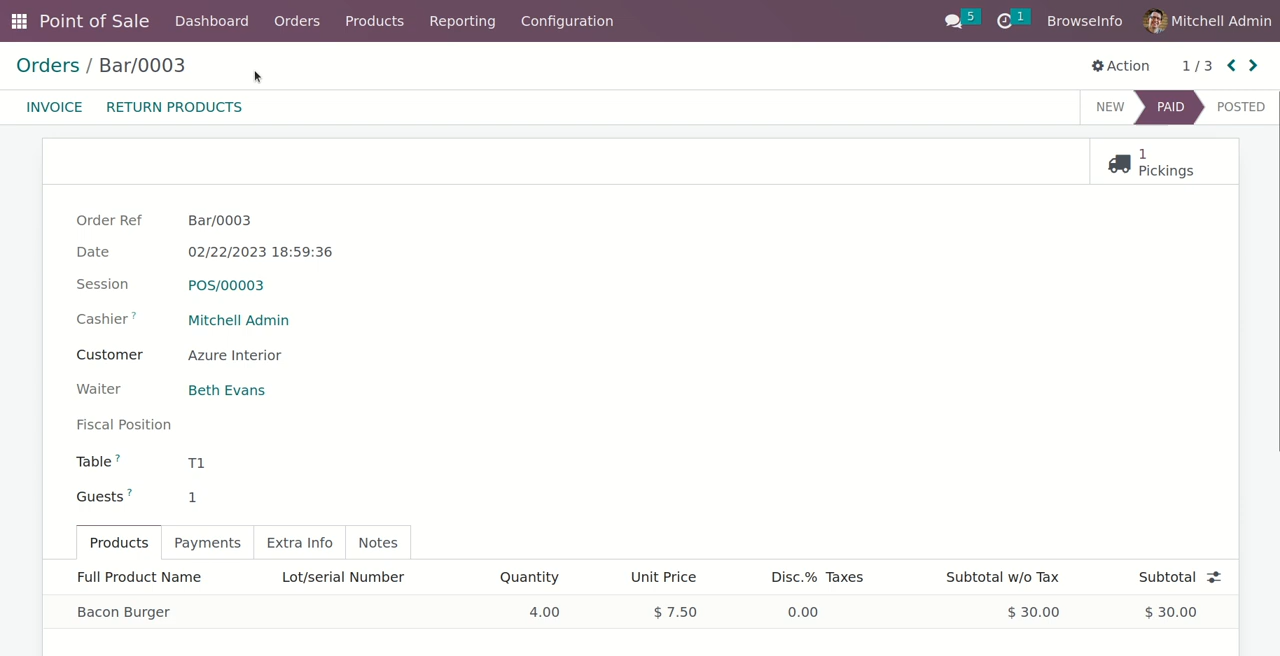 Point of Sale Dashboard Orders Products Reporting Configuration 5 1 BrowseInfo Mitchell Admin
Orders / Bar/0003 Action 1 / 3
INVOICE RETURN PRODUCTS NEW PAID POSTED
1
Pickings
Order Ref Bar/0003
Date 02/22/2023 18:59:36
Session POS/00003
Cashier ? Mitchell Admin
Customer Azure Interior
Waiter Beth Evans
Fiscal Position
Table ? T1
Guests ? 1
Products Payments Extra Info Notes
Full Product Name Lot/serial Number Quantity Unit Price Disc.% Taxes Subtotal w/o Tax Subtotal
Bacon Burger 4.00 $ 7.50 0.00 $ 30.00 $ 30.00